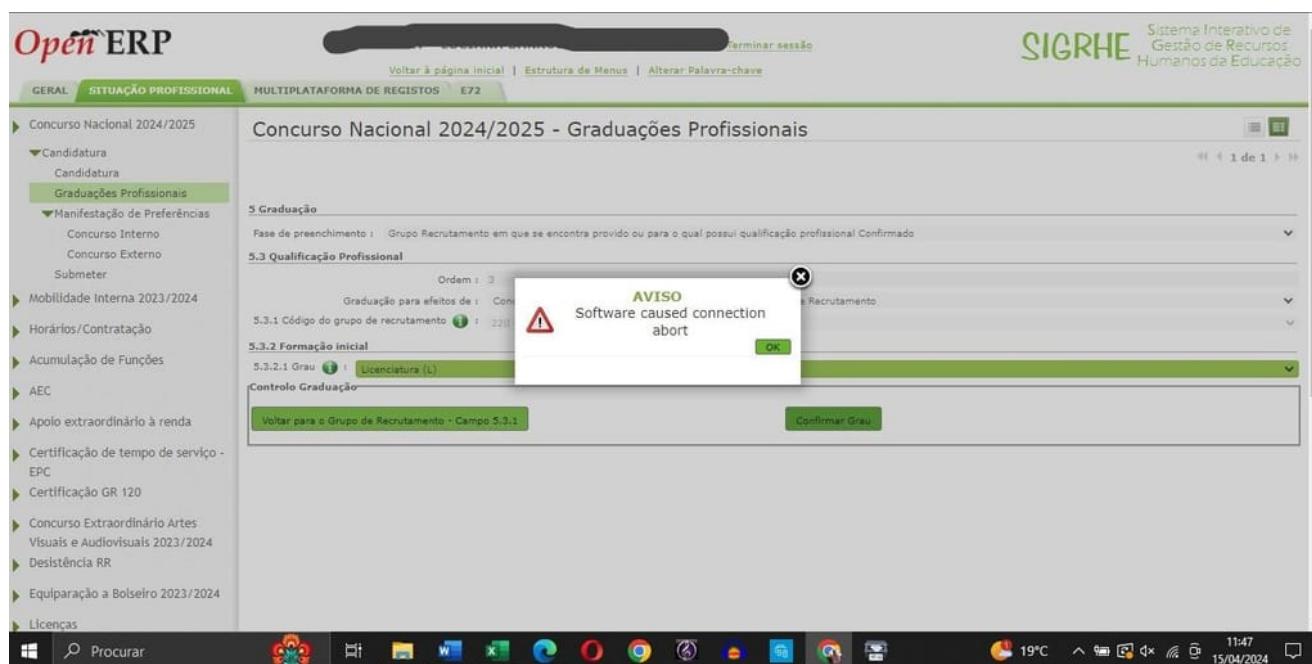 Open ERP
Terminar sessão
Voltar à página inicial | Estrutura de Menus | Alterar Palavra-chave
SIGRHE Sistema Interativo de
Gestão de Recursos
Humanos da Educação
GERAL SITUAÇÃO PROFISSIONAL MULTIPLATAFORMA DE REGISTOS E72
Concurso Nacional 2024/2025
Candidatura
Candidatura
Graduações Profissionais
Manifestação de Preferências
Concurso Interno
Concurso Externo
Submeter
Mobilidade Interna 2023/2024
Horários/Contratação
Acumulação de Funções
AEC
Apoio extraordinário à renda
Certificação de tempo de serviço -
EPC
Certificação GR 120
Concurso Extraordinário Artes
Visuais e Audiovisuais 2023/2024
Desistência RR
Equiparação a Bolseiro 2023/2024
Licenças
Concurso Nacional 2024/2025 - Graduações Profissionais
1 de 1
5 Graduação
Fase de preenchimento : Grupo Recrutamento em que se encontra provido ou para o qual possui qualificação profissional Confirmado
5.3 Qualificação Profissional
Ordem : 3
Graduação para efeitos de : Recrutamento
5.3.1 Código do grupo de recrutamento : 220
5.3.2 Formação inicial
5.3.2.1 Grau : Licenciatura (L)
Controlo Graduação
Voltar para o Grupo de Recrutamento - Campo 5.3.1 Confirmar Grau
AVISO
Software caused connection
abort
OK
Procurar
19°C
11:47
15/04/2024